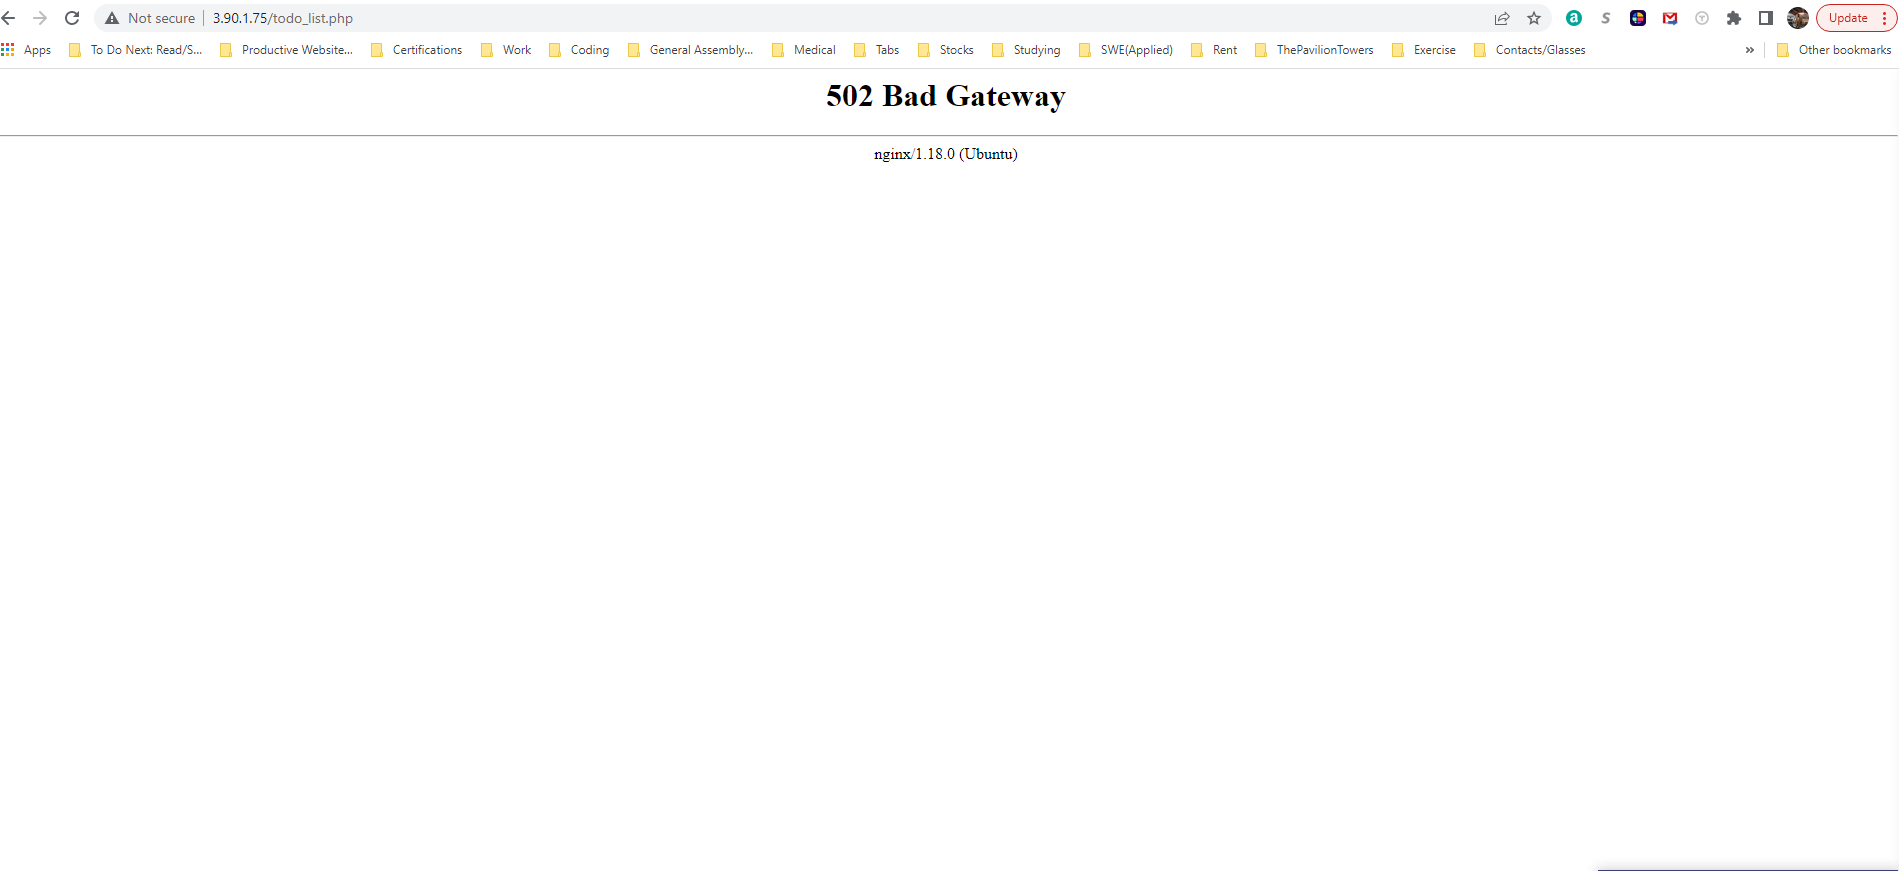 Not secure 3.90.1.75/todo_list.php Update
Apps To Do Next: Read/S... Productive Website... Certifications Work Coding General Assembly... Medical Tabs Stocks Studying SWE(Applied) Rent ThePavilionTowers Exercise Contacts/Glasses » Other bookmarks
502 Bad Gateway
nginx/1.18.0 (Ubuntu)